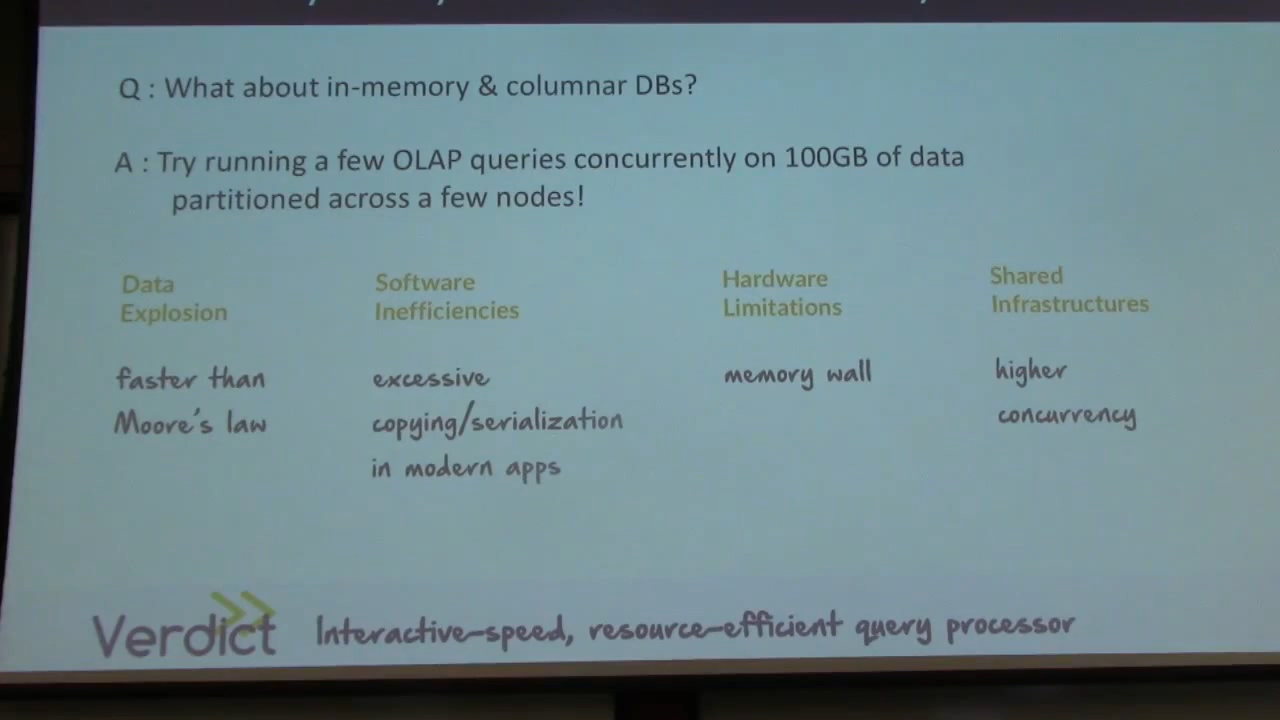 Q : What about in-memory & columnar DBs?
A : Try running a few OLAP queries concurrently on 100GB of data
partitioned across a few nodes!
Data
Explosion
faster than
Moore's law
Software
Inefficiencies
excessive
copying/serialization
in modern apps
Hardware
Limitations
memory wall
Shared
Infrastructures
higher
concurrency
Verdict
Interactive-speed, resource-efficient query processor